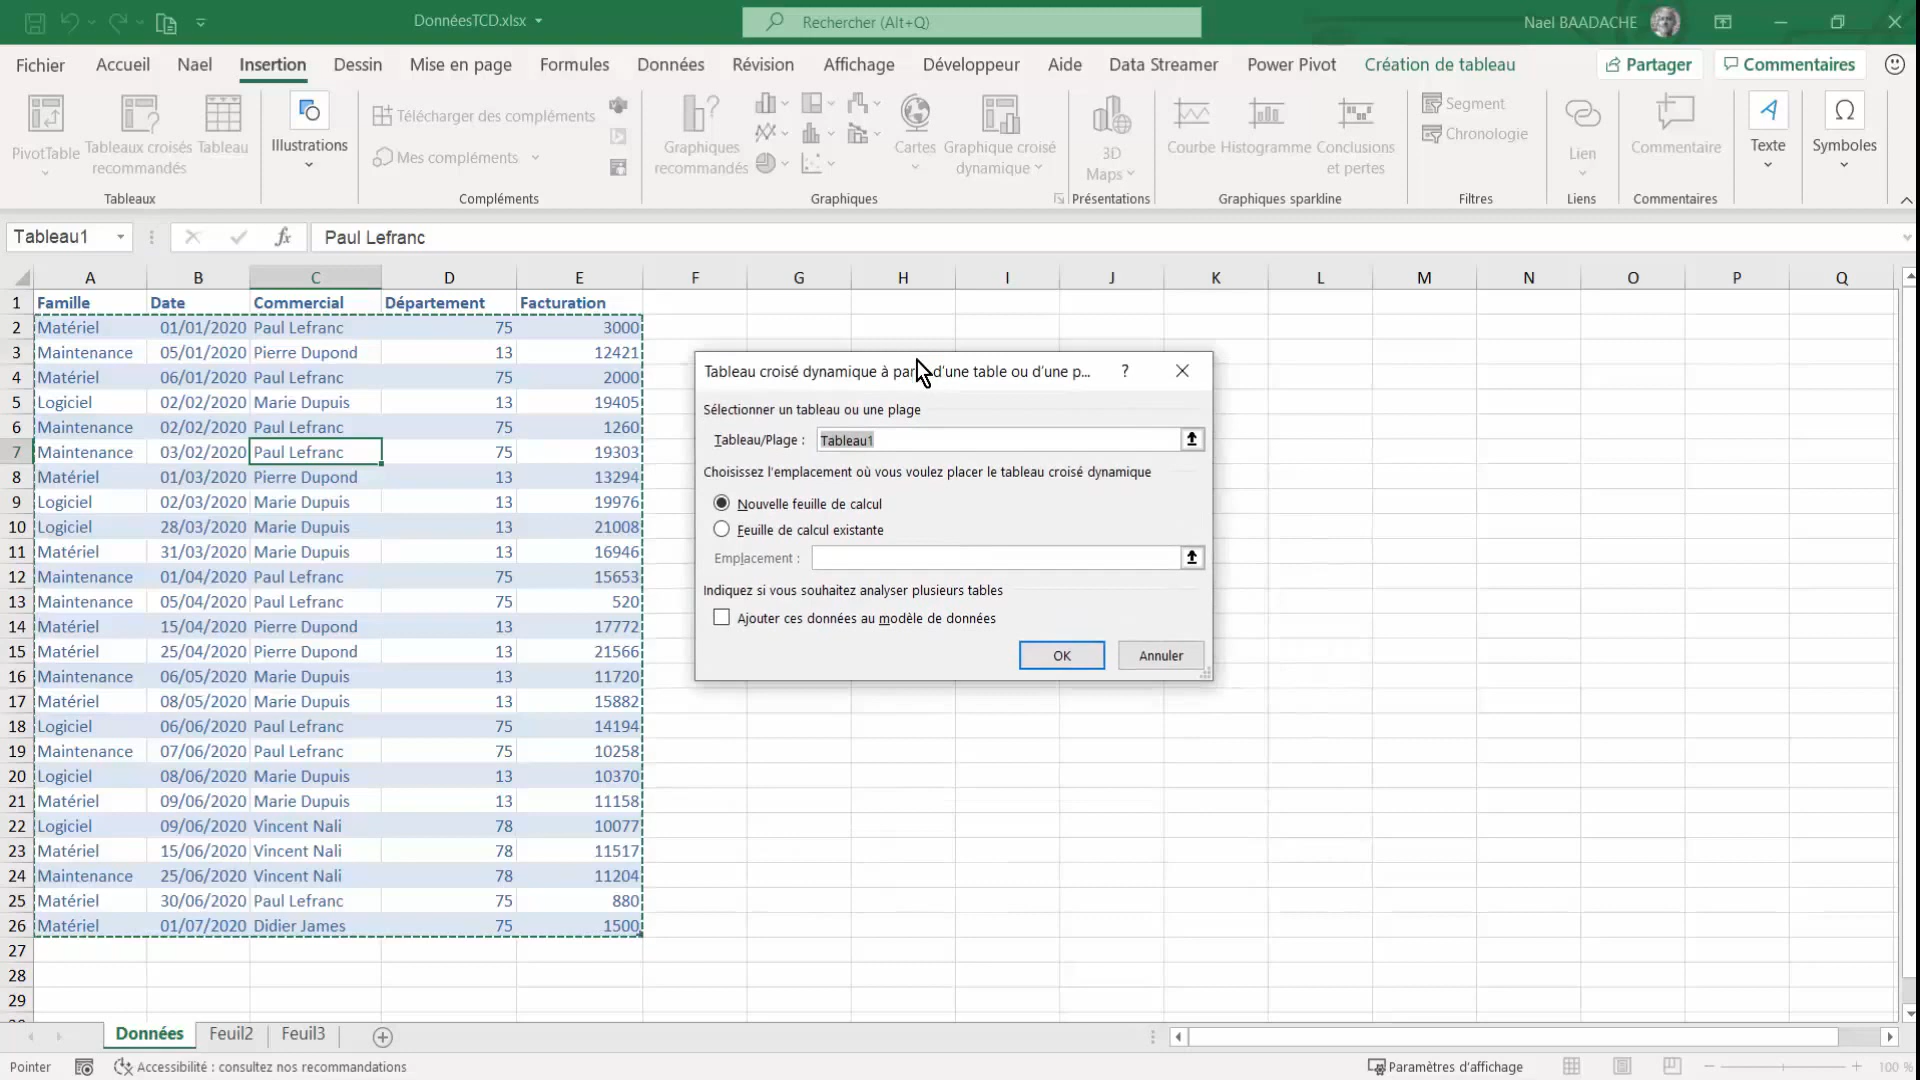 DonnéesTCD.xlsx
Rechercher (Alt+Q)
Nael BAADACHE
Fichier Accueil Nael Insertion Dessin Mise en page Formules Données Révision Affichage Développeur Aide Data Streamer Power Pivot Création de tableau Partager Commentaires
PivotTable
Tableaux croisés recommandés
Tableau
Illustrations
Télécharger des compléments
Mes compléments
Graphiques recommandés
Cartes
Graphique croisé dynamique
3D Maps
Courbe Histogramme Conclusions et pertes
Segment
Chronologie
Lien
Commentaire
Texte
Symboles
Tableaux Compléments Graphiques Présentations Graphiques sparkline Filtres Liens Commentaires
Tableau1 fx Paul Lefranc
A B C D E F G H I J K L M N O P Q
1 Famille Date Commercial Département Facturation
2 Matériel 01/01/2020 Paul Lefranc 75 3000
3 Maintenance 05/01/2020 Pierre Dupond 13 12421
4 Matériel 06/01/2020 Paul Lefranc 75 2000
5 Logiciel 02/02/2020 Marie Dupuis 13 19405
6 Maintenance 02/02/2020 Paul Lefranc 75 1260
7 Maintenance 03/02/2020 Paul Lefranc 75 19303
8 Matériel 01/03/2020 Pierre Dupond 13 13294
9 Logiciel 02/03/2020 Marie Dupuis 13 19976
10 Logiciel 28/03/2020 Marie Dupuis 13 21008
11 Matériel 31/03/2020 Marie Dupuis 13 16946
12 Maintenance 01/04/2020 Paul Lefranc 75 15653
13 Maintenance 05/04/2020 Paul Lefranc 75 520
14 Matériel 15/04/2020 Pierre Dupond 13 17772
15 Matériel 25/04/2020 Pierre Dupond 13 21566
16 Maintenance 06/05/2020 Marie Dupuis 13 11720
17 Matériel 08/05/2020 Marie Dupuis 13 15882
18 Logiciel 06/06/2020 Paul Lefranc 75 14194
19 Maintenance 07/06/2020 Paul Lefranc 75 10258
20 Logiciel 08/06/2020 Marie Dupuis 13 10370
21 Matériel 09/06/2020 Marie Dupuis 13 11158
22 Logiciel 09/06/2020 Vincent Nali 78 10077
23 Matériel 15/06/2020 Vincent Nali 78 11517
24 Maintenance 25/06/2020 Vincent Nali 78 11204
25 Matériel 30/06/2020 Paul Lefranc 75 880
26 Matériel 01/07/2020 Didier James 75 1500
27
28
29
Tableau croisé dynamique à par d'une table ou d'une p... ?
Sélectionner un tableau ou une plage
Tableau/Plage : Tableau1
Choisissez l'emplacement où vous voulez placer le tableau croisé dynamique
Nouvelle feuille de calcul
Feuille de calcul existante
Emplacement :
Indiquez si vous souhaitez analyser plusieurs tables
Ajouter ces données au modèle de données
OK Annuler
Données Feuil2 Feuil3
Pointer Accessibilité : consultez nos recommandations Paramètres d'affichage 100 %